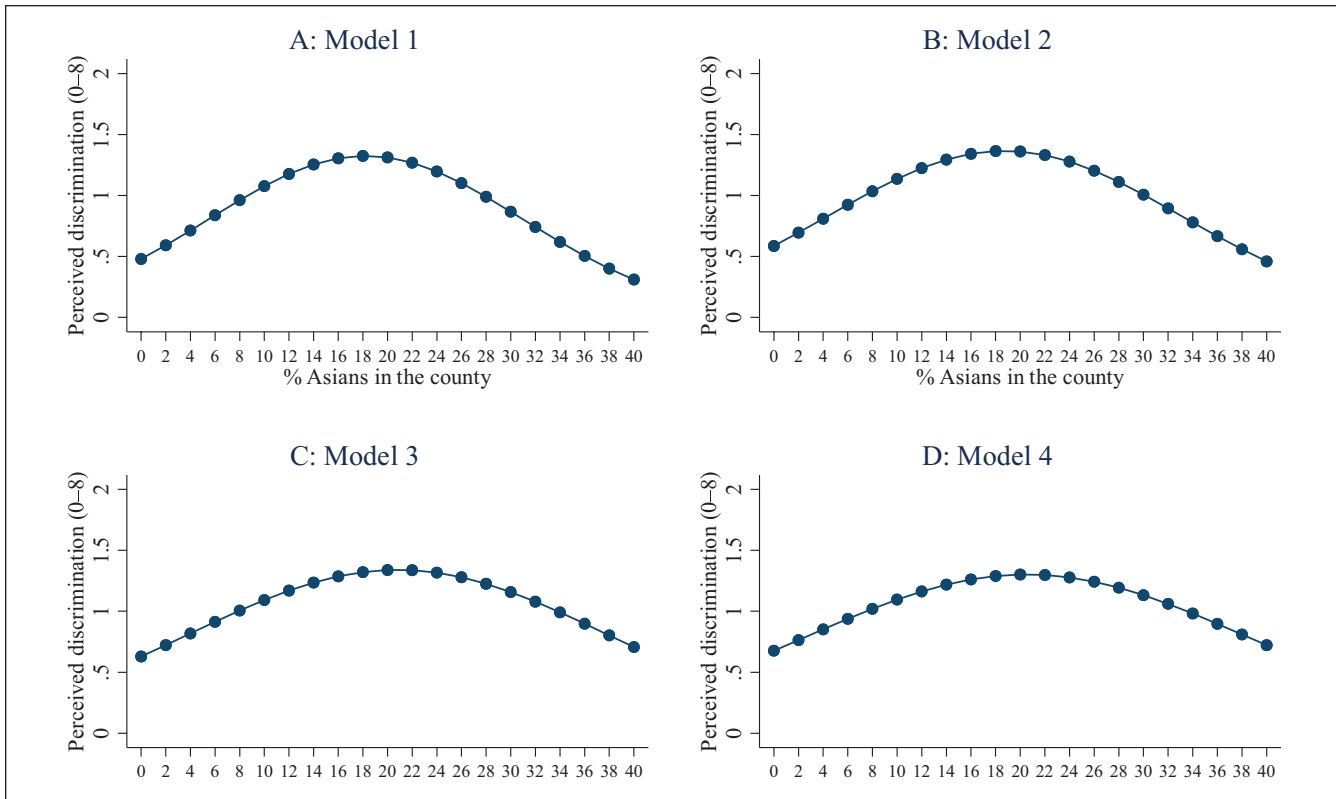 A: Model 1
Perceived discrimination (0–8)
2
1.5
1
.5
0
0 2 4 6 8 10 12 14 16 18 20 22 24 26 28 30 32 34 36 38 40
% Asians in the county
B: Model 2
Perceived discrimination (0–8)
2
1.5
1
.5
0
0 2 4 6 8 10 12 14 16 18 20 22 24 26 28 30 32 34 36 38 40
% Asians in the county
C: Model 3
Perceived discrimination (0–8)
2
1.5
1
.5
0
0 2 4 6 8 10 12 14 16 18 20 22 24 26 28 30 32 34 36 38 40
D: Model 4
Perceived discrimination (0–8)
2
1.5
1
.5
0
0 2 4 6 8 10 12 14 16 18 20 22 24 26 28 30 32 34 36 38 40